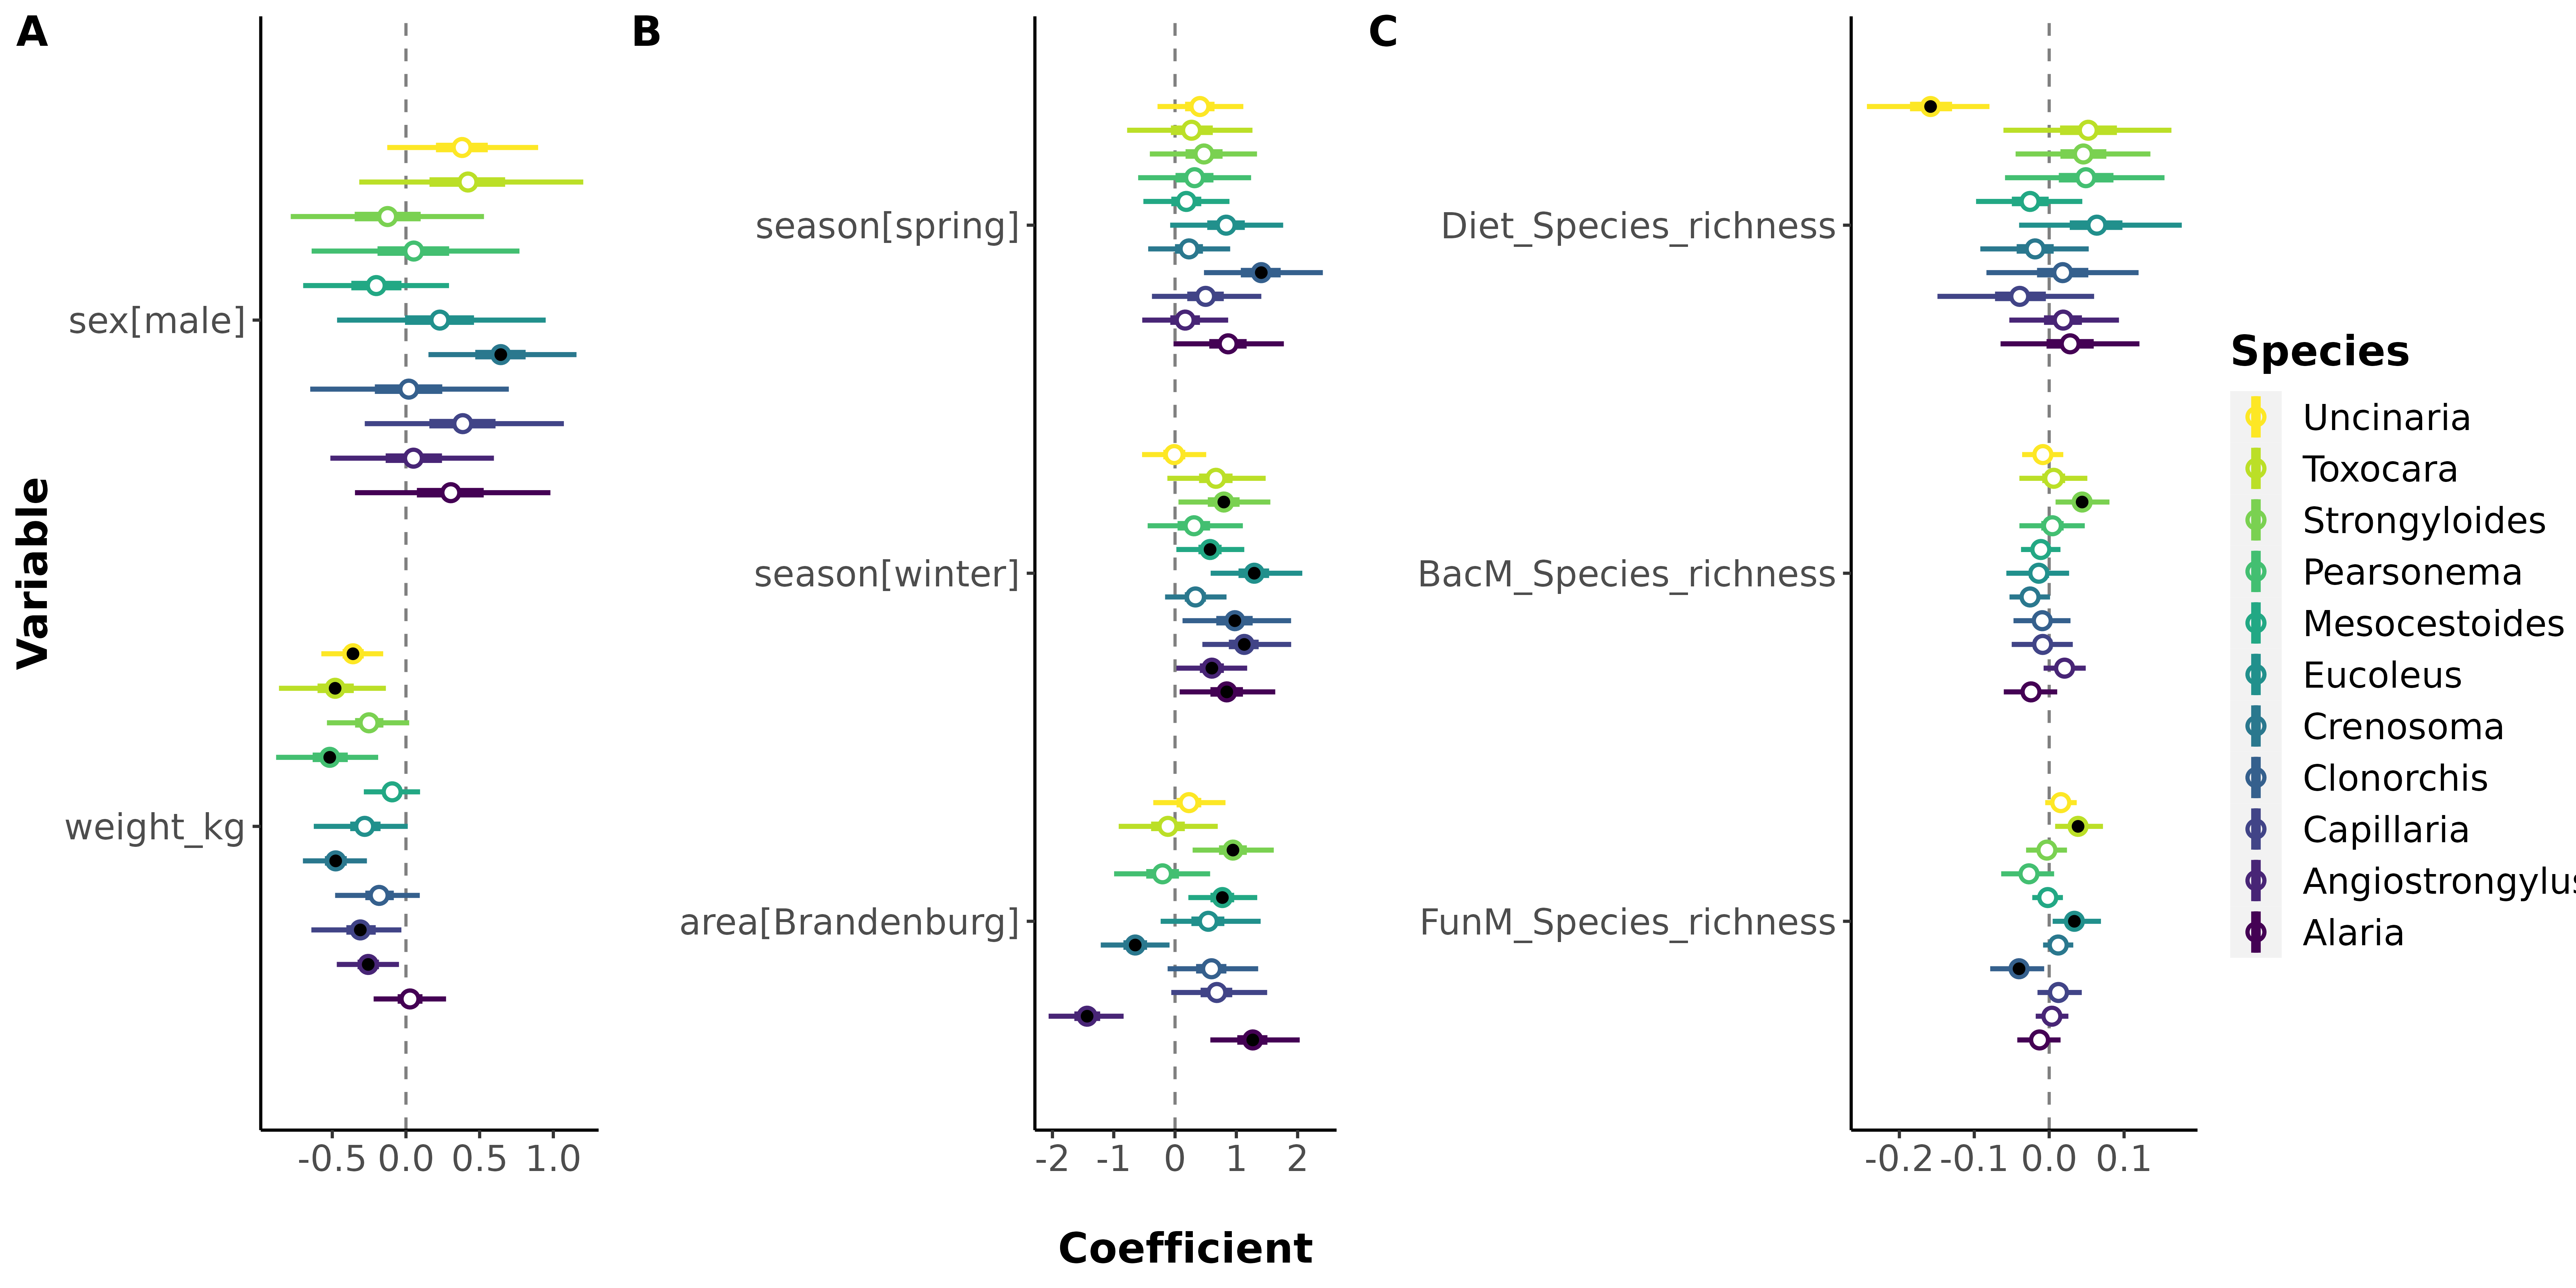 A
B
C
Variable
sex[male]
weight_kg
-0.5 0.0 0.5 1.0
season[spring]
season[winter]
area[Brandenburg]
-2 -1 0 1 2
Diet_Species_richness
BacM_Species_richness
FunM_Species_richness
-0.2 -0.1 0.0 0.1
Coefficient
Species
Uncinaria
Toxocara
Strongyloides
Pearsonema
Mesocestoides
Eucoleus
Crenosoma
Clonorchis
Capillaria
Angiostrongylus
Alaria